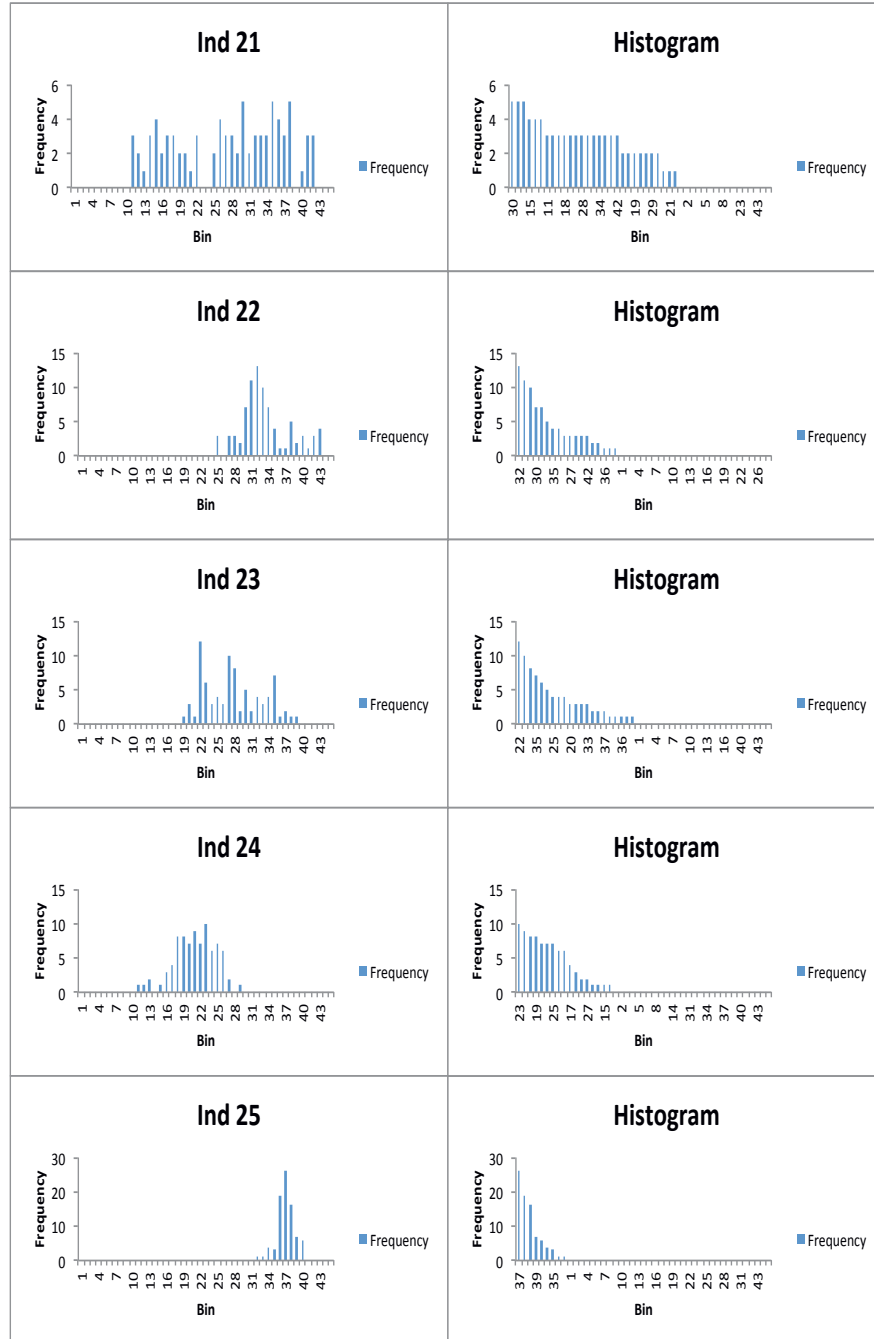 Ind 21
Histogram
Frequency
6
4
2
0
1 4 7 10 13 16 19 22 25 28 31 34 37 40 43
Bin
Frequency
Frequency
6
4
2
0
30 15 11 18 28 34 42 19 29 21 2 5 8 23 43
Bin
Frequency
Ind 22
Histogram
Frequency
15
10
5
0
1 4 7 10 13 16 19 22 25 28 31 34 37 40 43
Bin
Frequency
Frequency
15
10
5
0
32 30 35 27 42 36 1 4 7 10 13 16 19 22 26
Bin
Frequency
Ind 23
Histogram
Frequency
15
10
5
0
1 4 7 10 13 16 19 22 25 28 31 34 37 40 43
Bin
Frequency
Frequency
15
10
5
0
22 35 25 20 33 37 36 1 4 7 10 13 16 40 43
Bin
Frequency
Ind 24
Histogram
Frequency
15
10
5
0
1 4 7 10 13 16 19 22 25 28 31 34 37 40 43
Bin
Frequency
Frequency
15
10
5
0
23 19 25 17 27 15 2 5 8 14 31 34 37 40 43
Bin
Frequency
Ind 25
Histogram
Frequency
30
20
10
0
1 4 7 10 13 16 19 22 25 28 31 34 37 40 43
Bin
Frequency
Frequency
30
20
10
0
37 39 35 1 4 7 10 13 16 19 22 25 28 31 43
Bin
Frequency